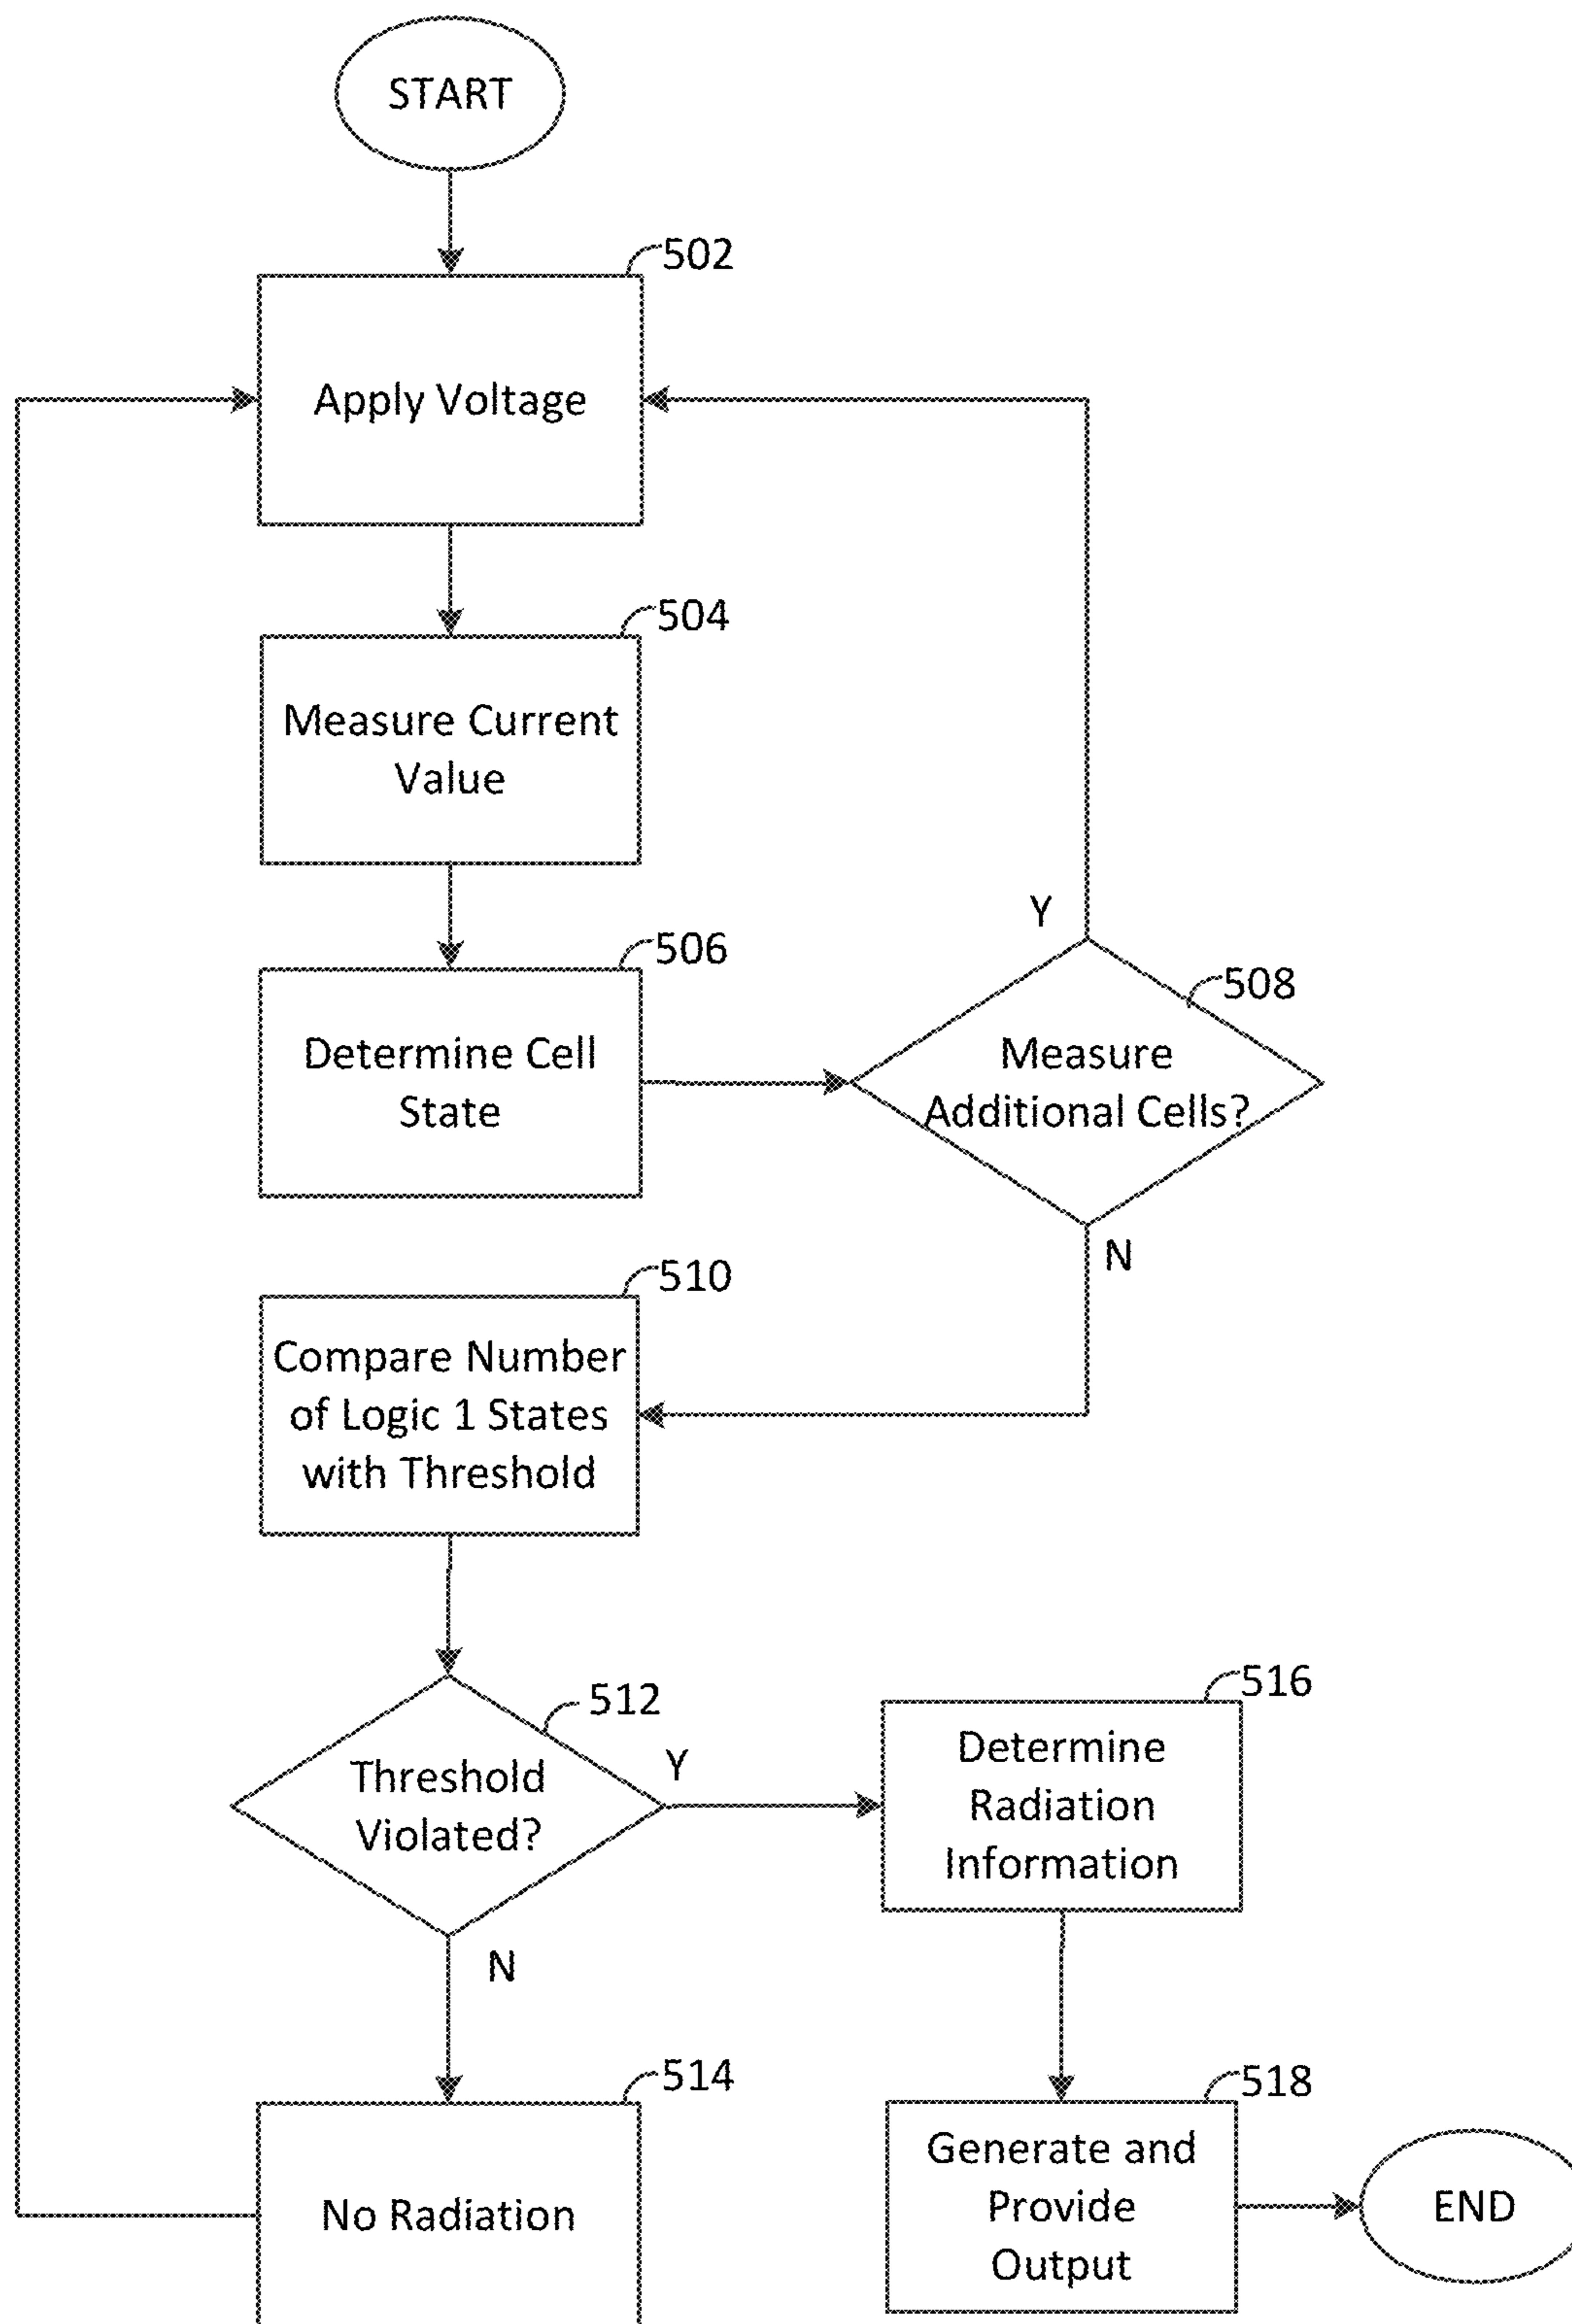 START
502
Apply Voltage
504
Measure Current
Value
506
Determine Cell
State
Y
508
Measure
Additional Cells?
N
510
Compare Number
of Logic 1 States
with Threshold
512
Threshold
Violated?
Y
N
516
Determine
Radiation
Information
514
No Radiation
518
Generate and
Provide
Output
END